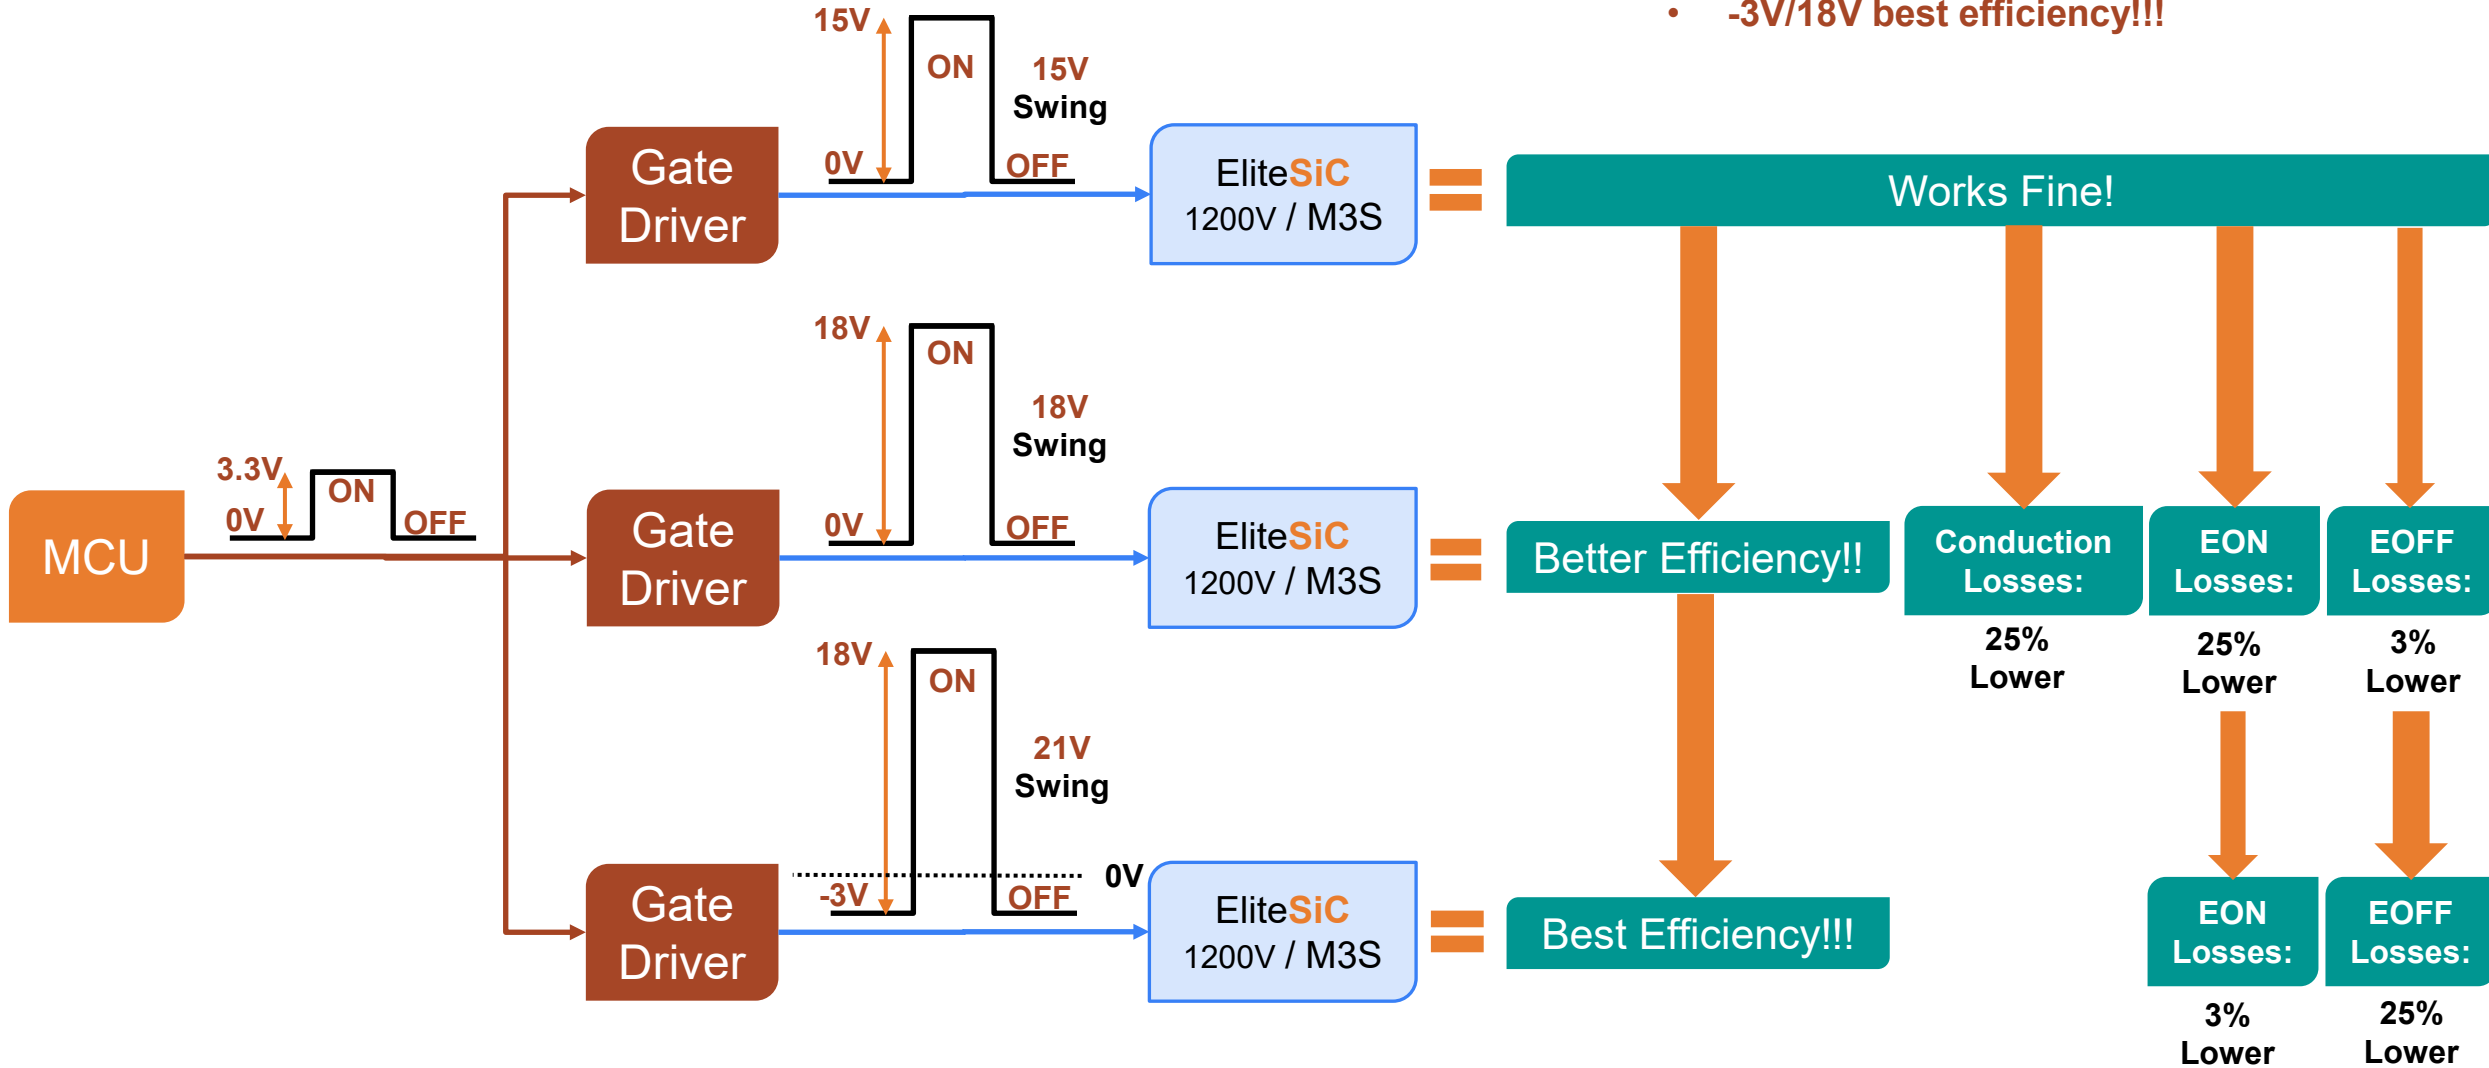 • -3V/18V best efficiency!!!
15V
ON
15V
Swing
0V
OFF
Gate
Driver
EliteSiC
1200V / M3S
Works Fine!
18V
ON
18V
Swing
0V
OFF
3.3V
ON
0V
OFF
MCU
Gate
Driver
EliteSiC
1200V / M3S
Better Efficiency!!
Conduction
Losses:
25%
Lower
EON
Losses:
25%
Lower
EOFF
Losses:
3%
Lower
18V
ON
21V
Swing
0V
-3V
OFF
Gate
Driver
EliteSiC
1200V / M3S
Best Efficiency!!!
EON
Losses:
3%
Lower
EOFF
Losses:
25%
Lower